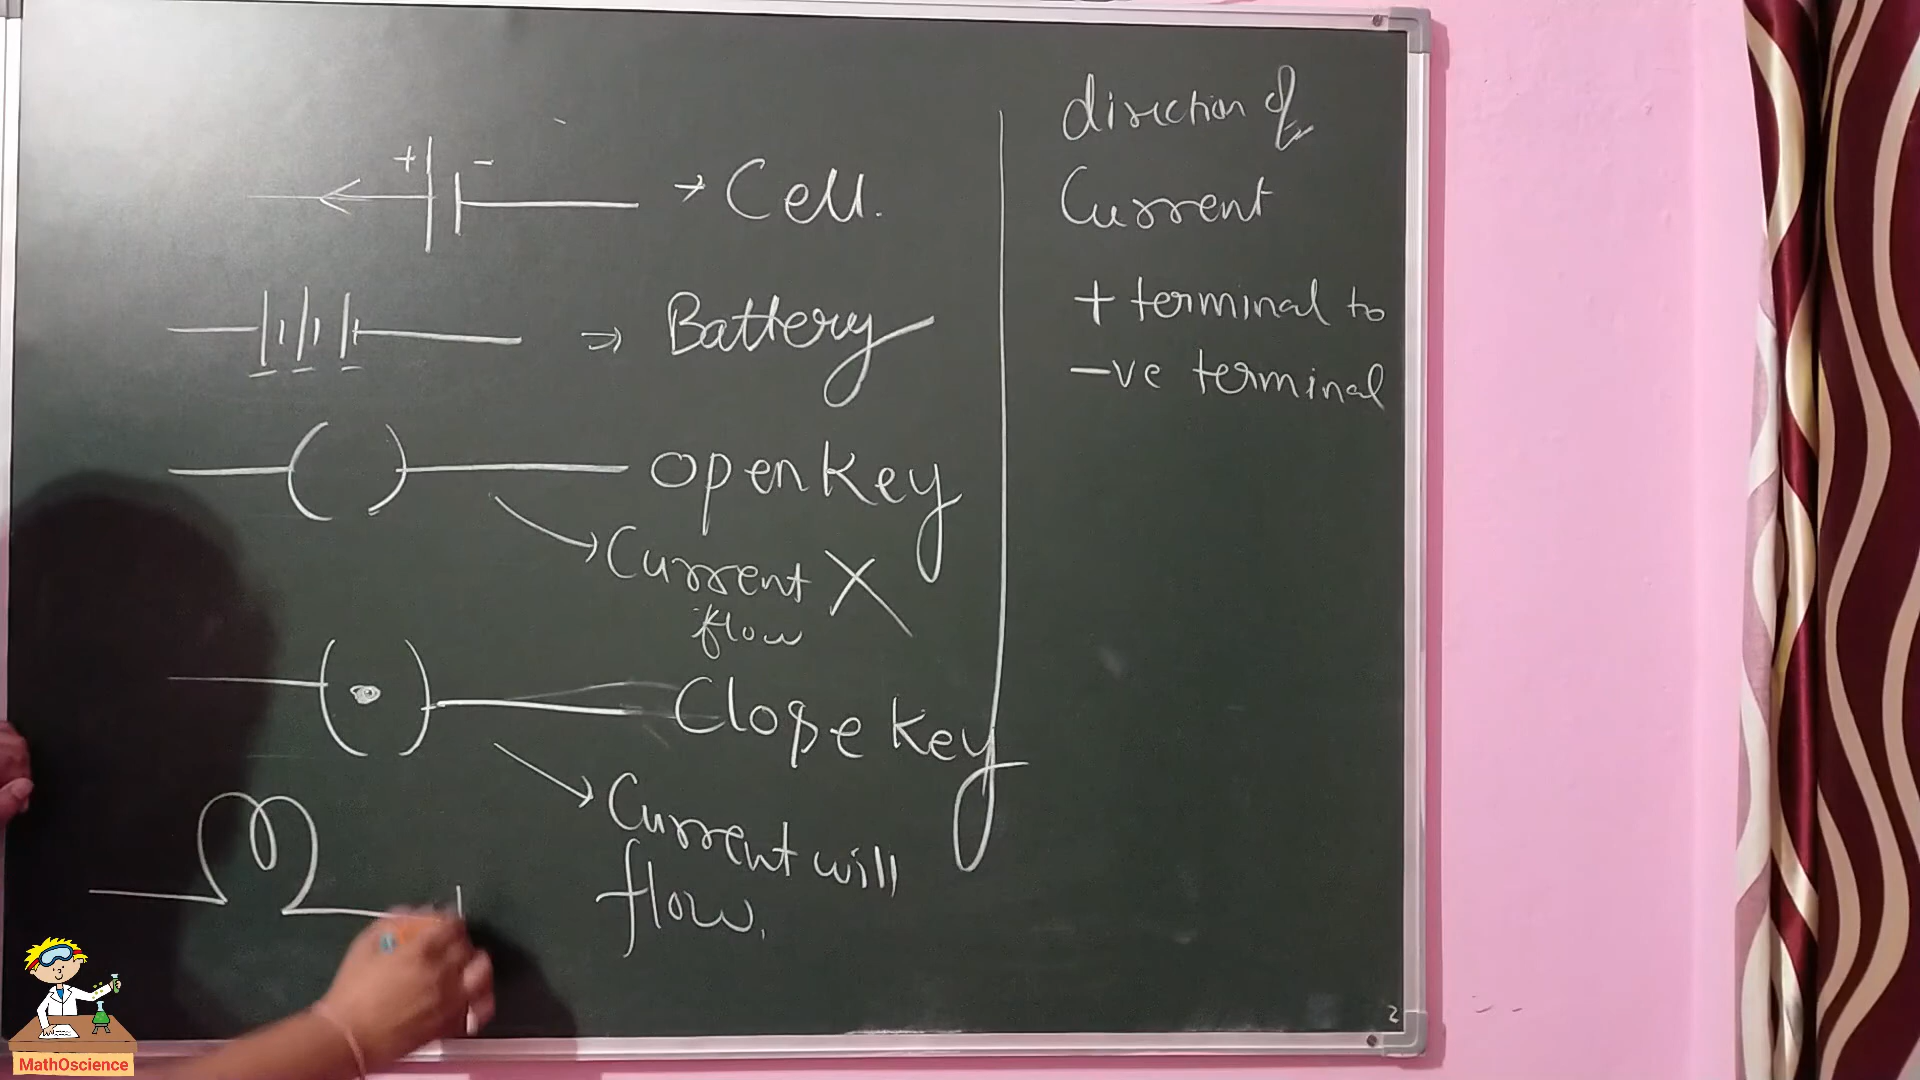 + - → Cell.
⇒ Battery
open key
→ Current X
flow
Close key
→ Current will
flow.
direction of
Current
+ terminal to
-ve terminal
2
MathOscience